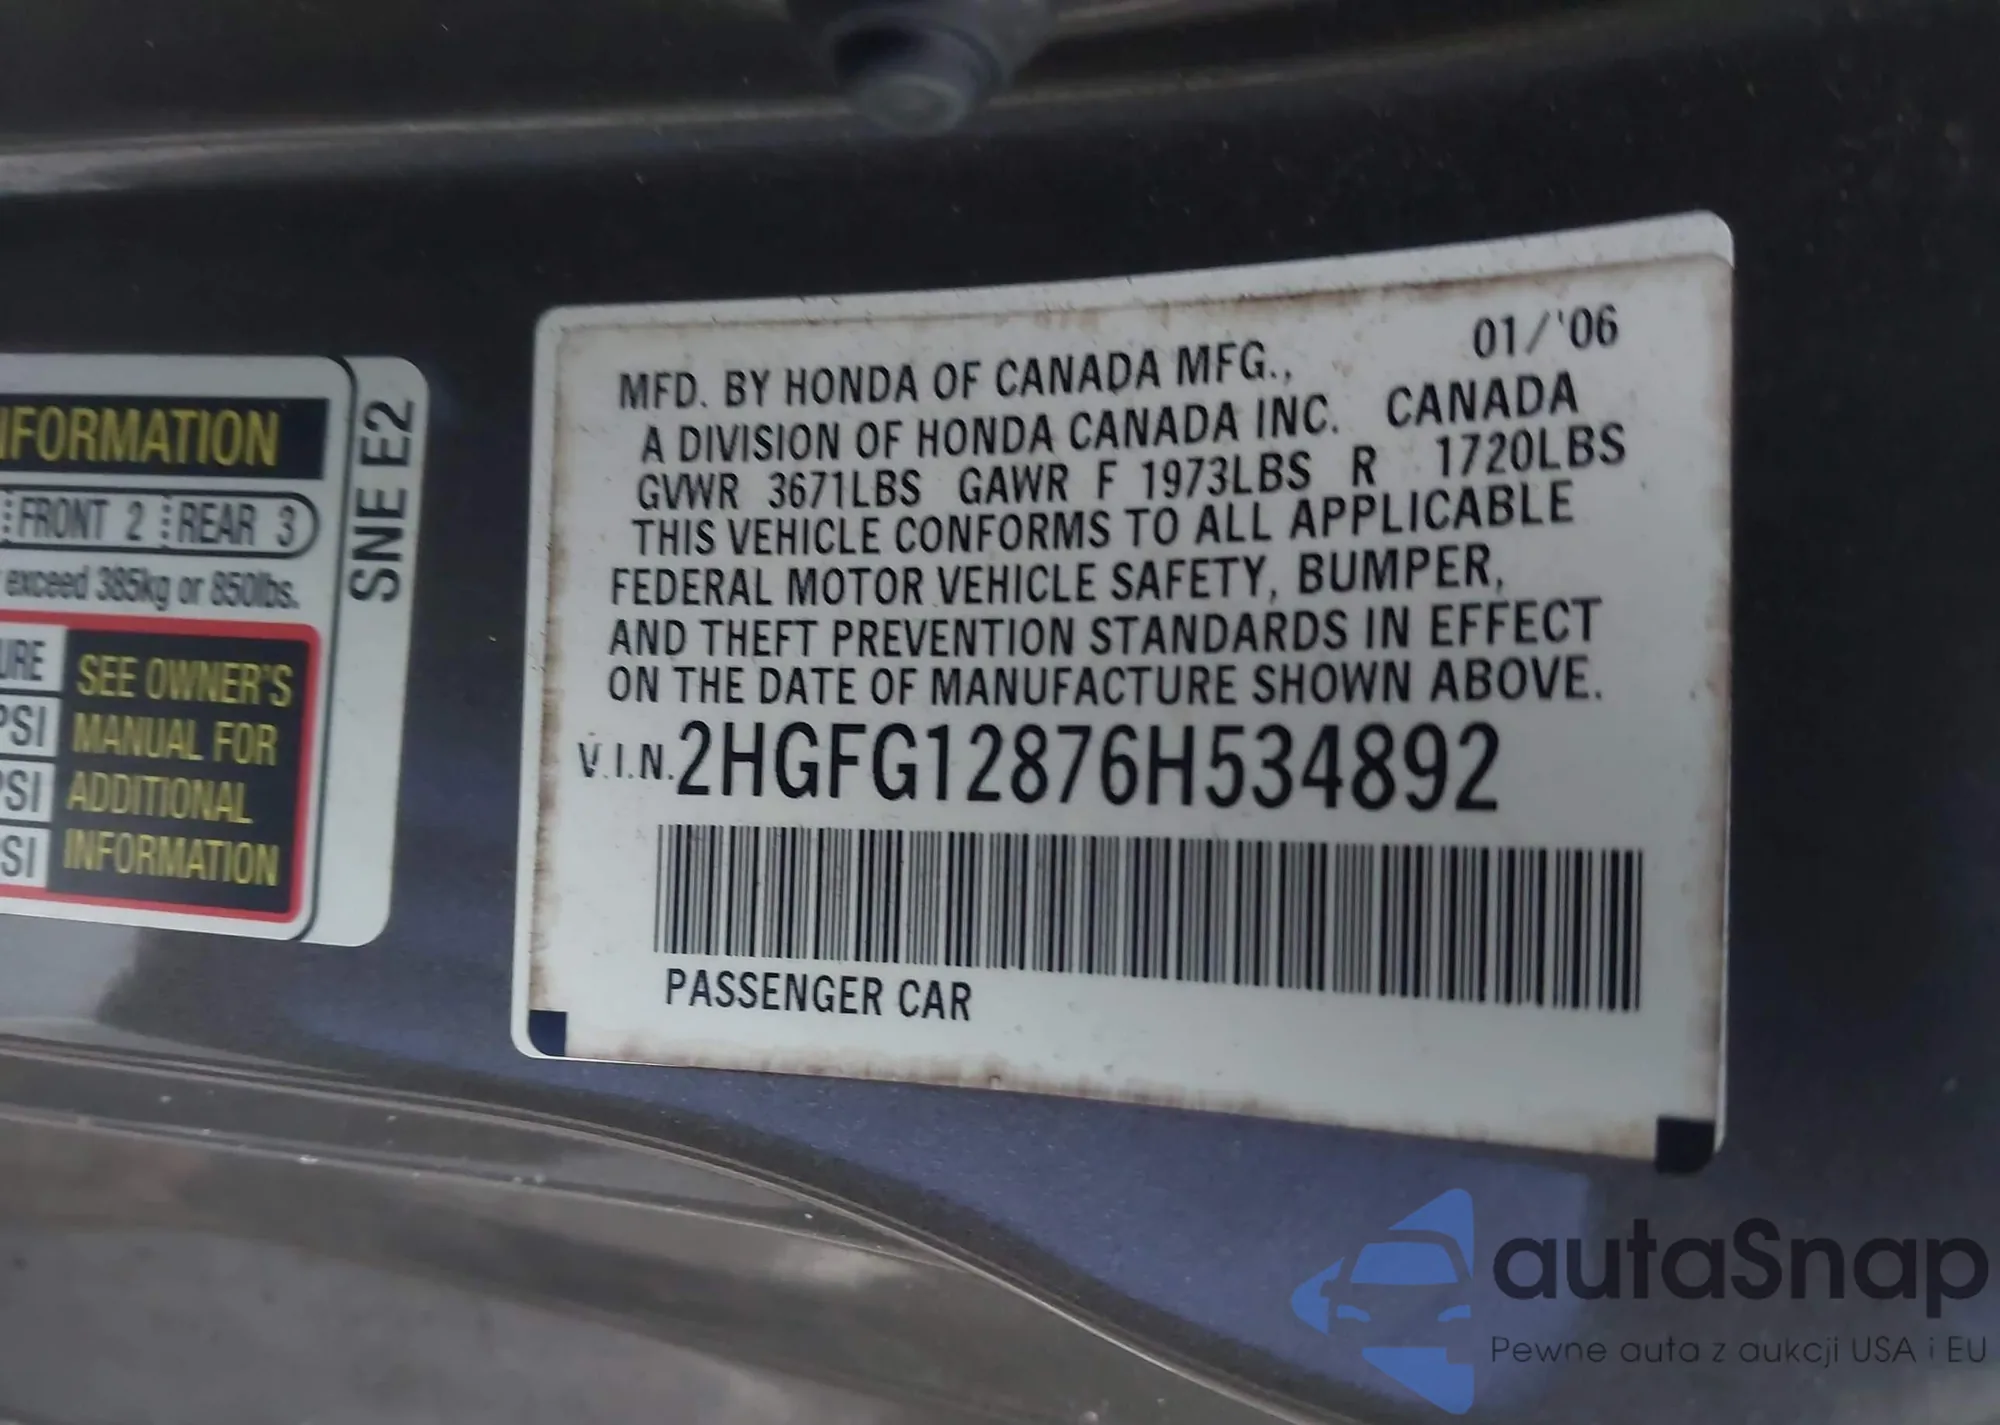 NFORMATION
FRONT 2 REAR 3
exceed 385kg or 850lbs.
URE
PSI
PSI
SI
SEE OWNER'S
MANUAL FOR
ADDITIONAL
INFORMATION
SNE E2
01/'06
MFD. BY HONDA OF CANADA MFG.,
A DIVISION OF HONDA CANADA INC. CANADA
GVWR 3671LBS GAWR F 1973LBS R 1720LBS
THIS VEHICLE CONFORMS TO ALL APPLICABLE
FEDERAL MOTOR VEHICLE SAFETY, BUMPER,
AND THEFT PREVENTION STANDARDS IN EFFECT
ON THE DATE OF MANUFACTURE SHOWN ABOVE.
V.I.N. 2HGFG12876H534892
PASSENGER CAR
autaSnap
Pewne auta z aukcji USA i EU